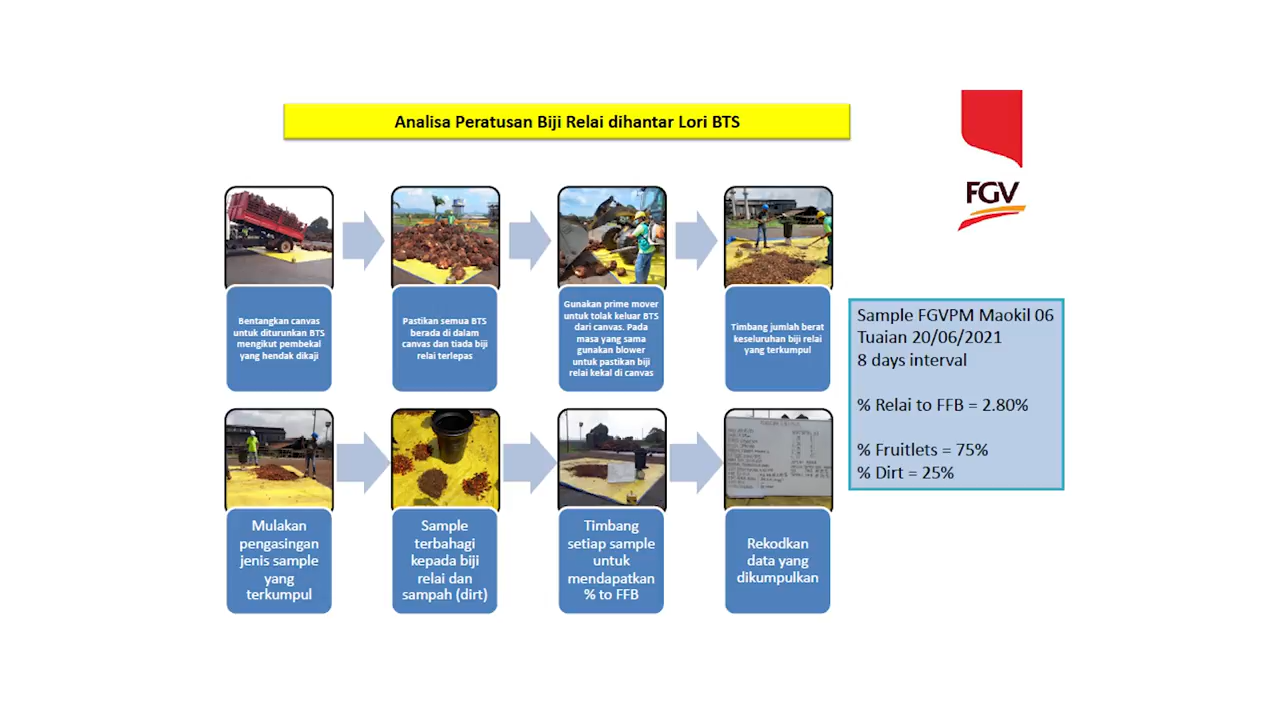 Analisa Peratusan Biji Relai dihantar Lori BTS
FGV
Bentangkan canvas
untuk diturunkan BTS
mengikut pembekal
yang hendak dikaji
Pastikan semua BTS
berada di dalam
canvas dan tiada biji
relai terlepas
Gunakan prime mover
untuk tolak keluar BTS
dari canvas. Pada
masa yang sama
gunakan blower
untuk pastikan biji
relai kekal di canvas
Timbang jumlah berat
keseluruhan biji relai
yang terkumpul
Mulakan
pengasingan
jenis sample
yang
terkumpul
Sample
terbahagi
kepada biji
relai dan
sampah (dirt)
Timbang
setiap sample
untuk
mendapatkan
% to FFB
Rekodkan
data yang
dikumpulkan
Sample FGVPM Maokil 06
Tuaian 20/06/2021
8 days interval
% Relai to FFB = 2.80%
% Fruitlets = 75%
% Dirt = 25%